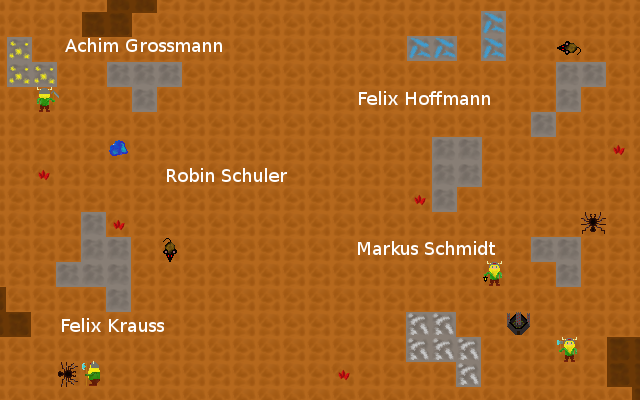 Achim Grossmann
Felix Hoffmann
Robin Schuler
Markus Schmidt
Felix Krauss